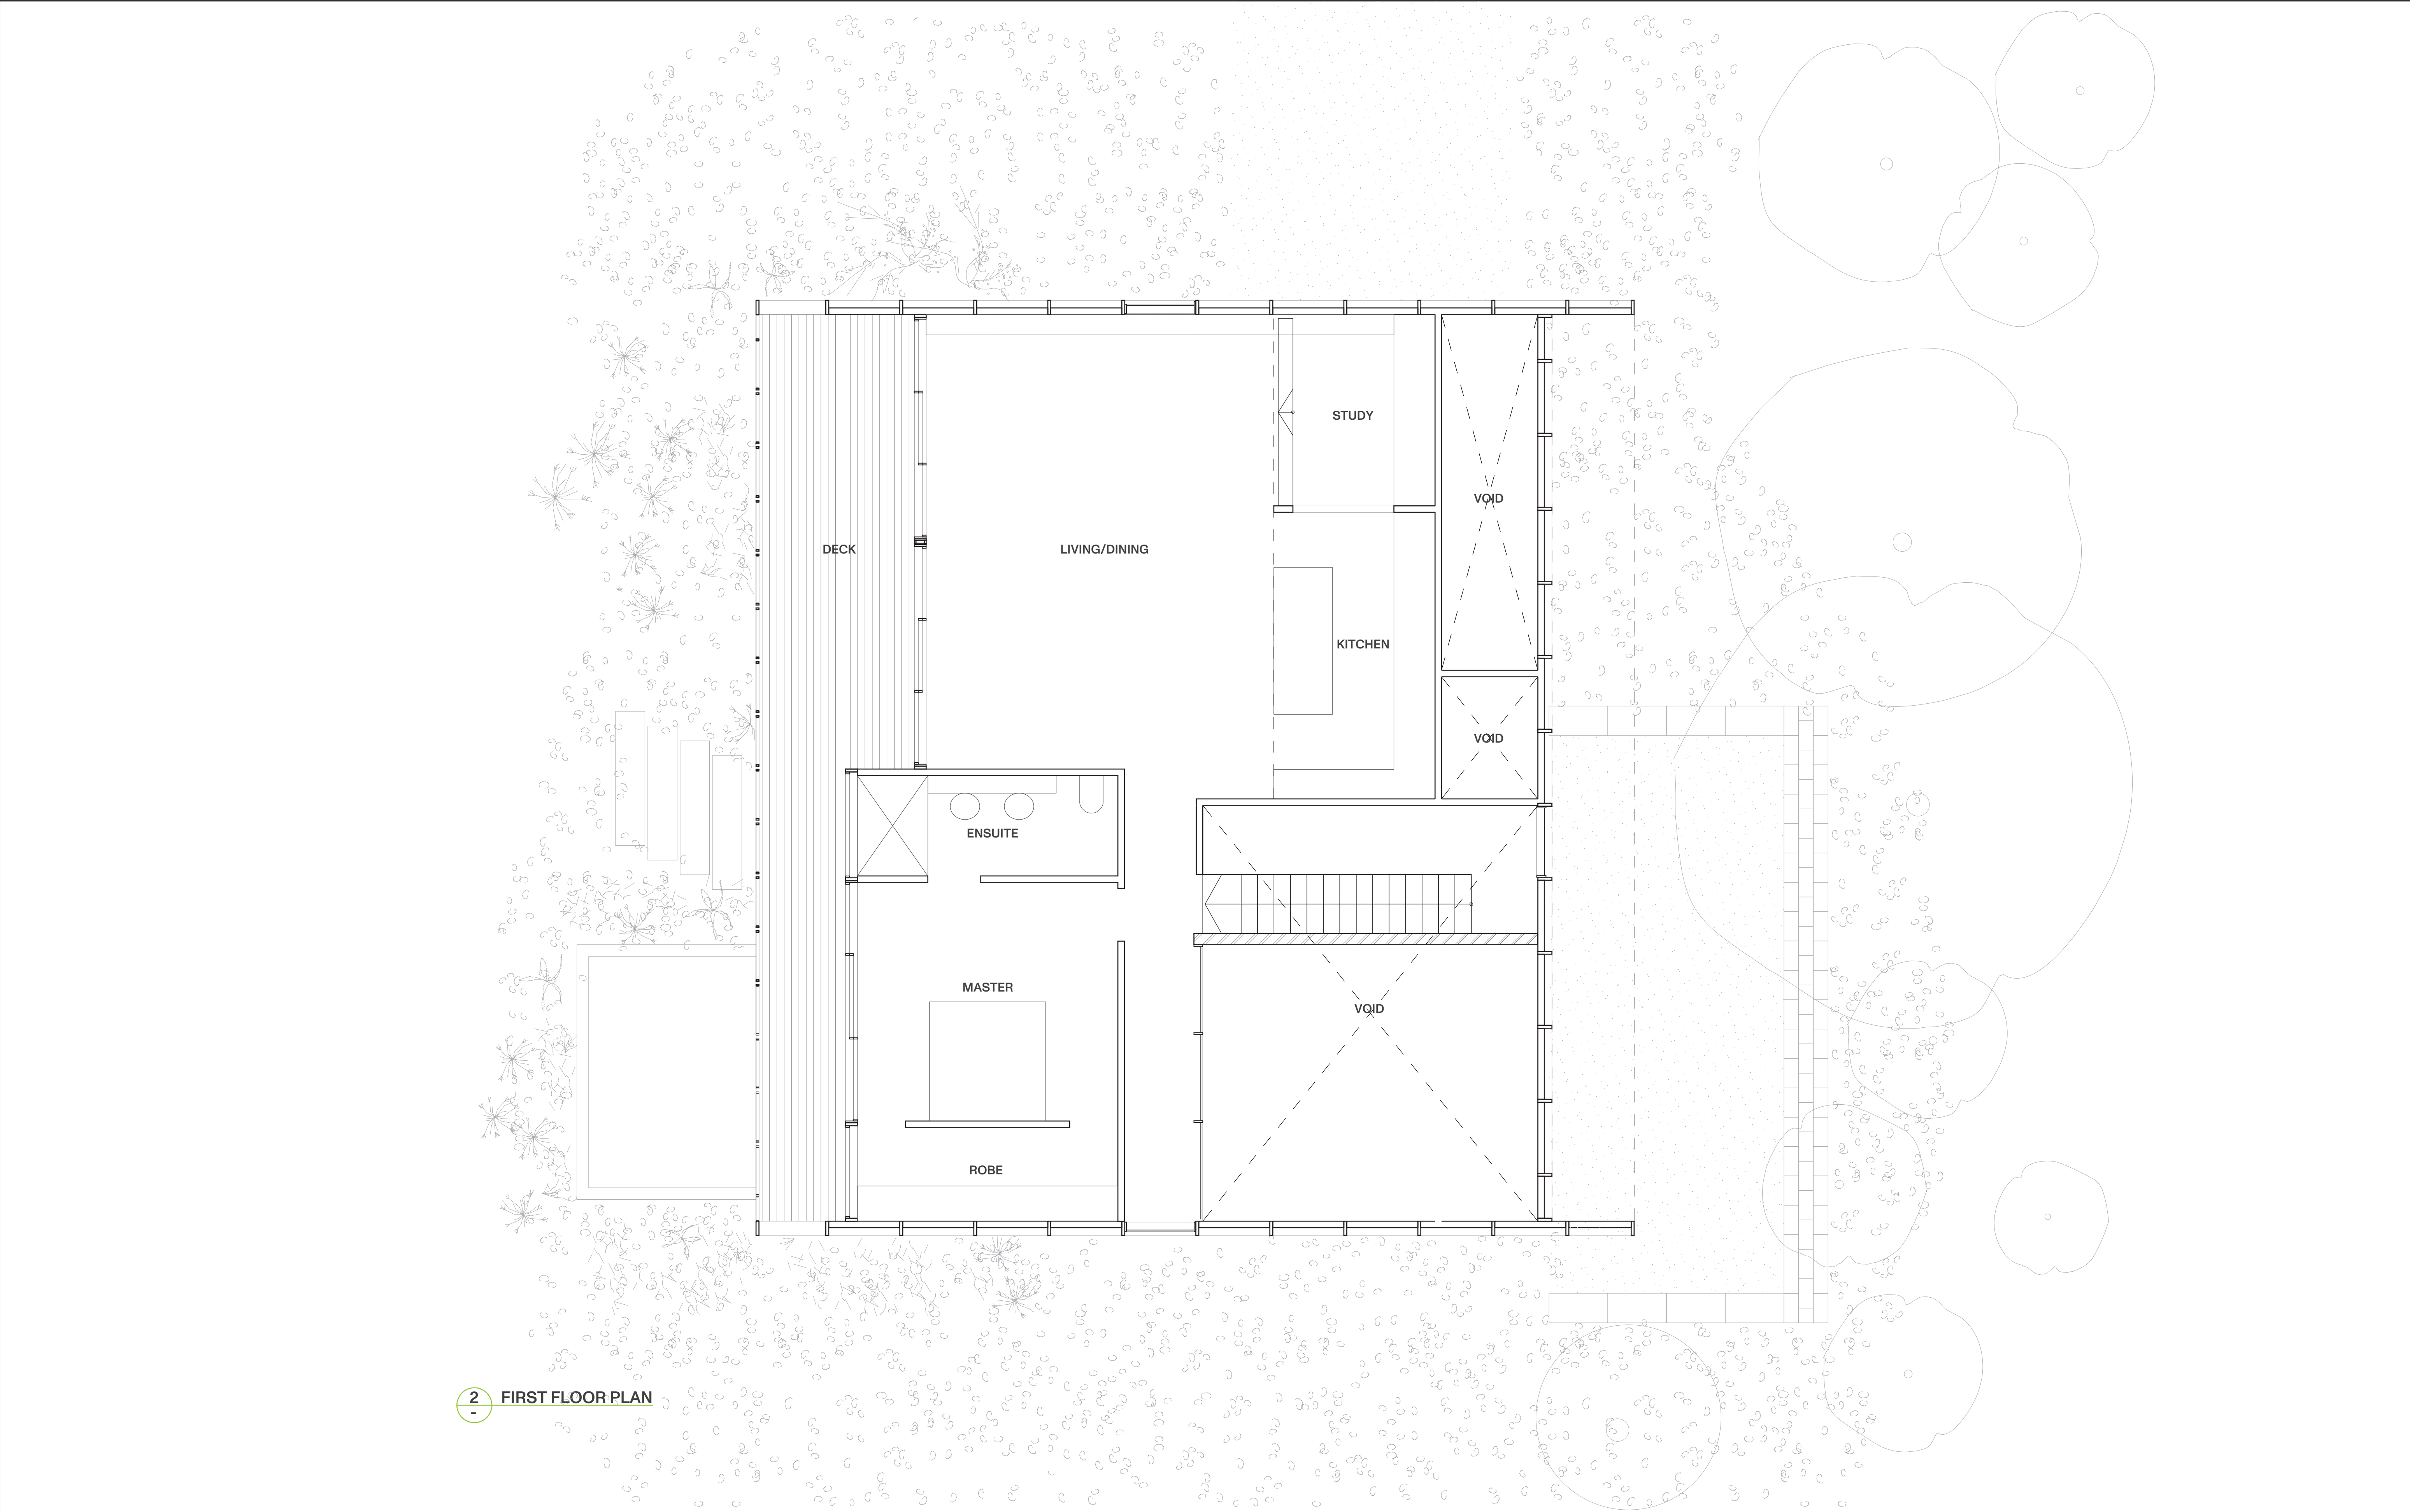 STUDY
VOID
DECK
LIVING/DINING
KITCHEN
VOID
ENSUITE
MASTER
VOID
ROBE
2
-
FIRST FLOOR PLAN